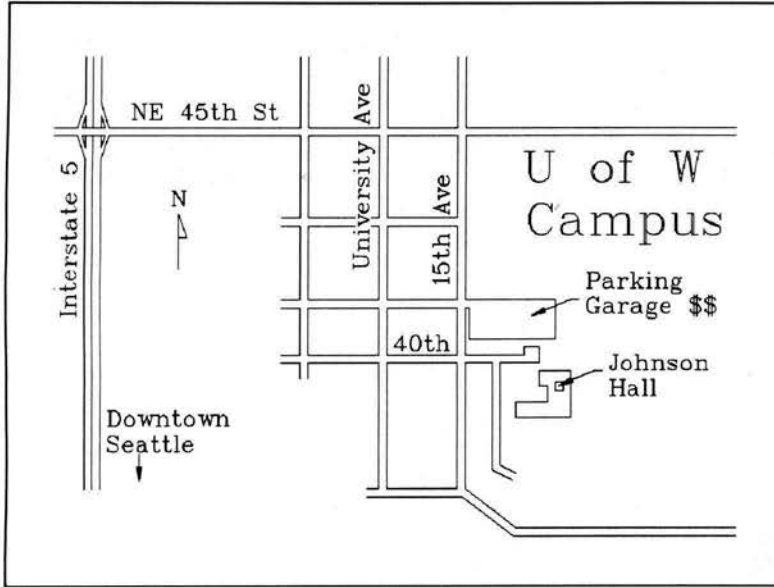 NE 45th St
University Ave
Interstate 5
N
15th Ave
U of W
Campus
Parking
Garage $$
40th
Johnson
Hall
Downtown
Seattle